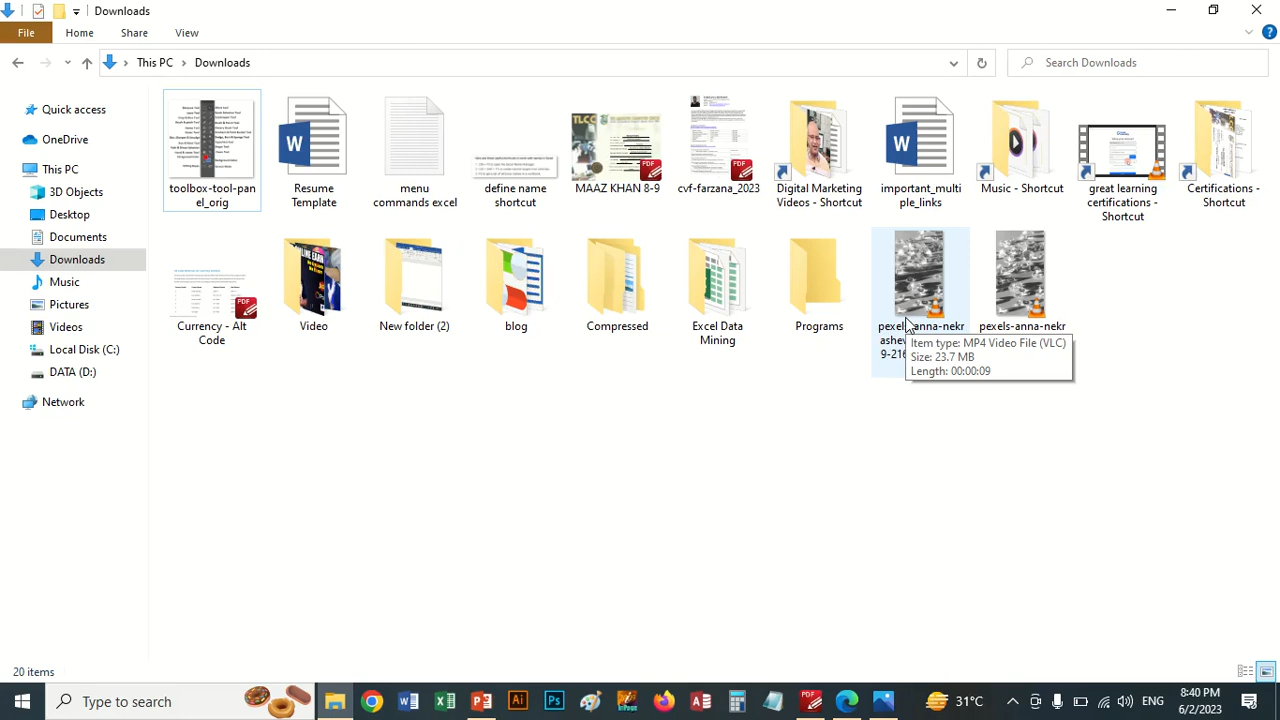 Downloads
File
Home
Share
View
This PC
Downloads
Search Downloads
Quick access
OneDrive
This PC
3D Objects
Desktop
Documents
Downloads
Music
Pictures
Videos
Local Disk (C:)
DATA (D:)
Network
toolbox-tool-pan
el_orig
Resume
Template
menu
commands excel
define name
shortcut
MAAZ KHAN 8-9
cvf-farzana_2023
Digital Marketing
Videos - Shortcut
important_multi
ple_links
Music - Shortcut
great learning
certifications -
Shortcut
Certifications -
Shortcut
Currency - Alt
Code
Video
New folder (2)
blog
Compressed
Excel Data
Mining
Programs
pexels-anna-nekr
ashev
9-216
pexels-anna-nekr
Item type: MP4 Video File (VLC)
Size: 23.7 MB
Length: 00:00:09
20 items
Type to search
31°C
ENG
8:40 PM
6/2/2023